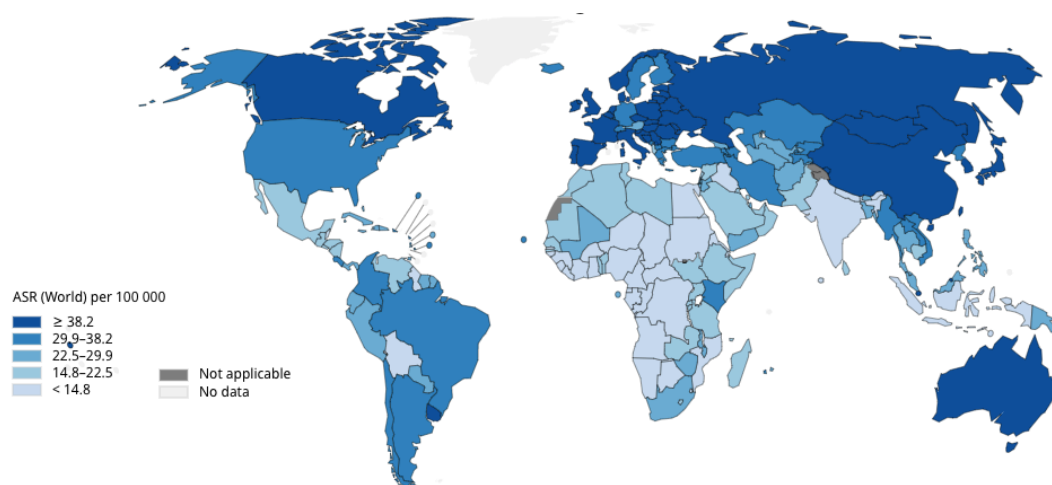 ASR (World) per 100 000
≥ 38.2
29.9–38.2
22.5–29.9
14.8–22.5
< 14.8
Not applicable
No data